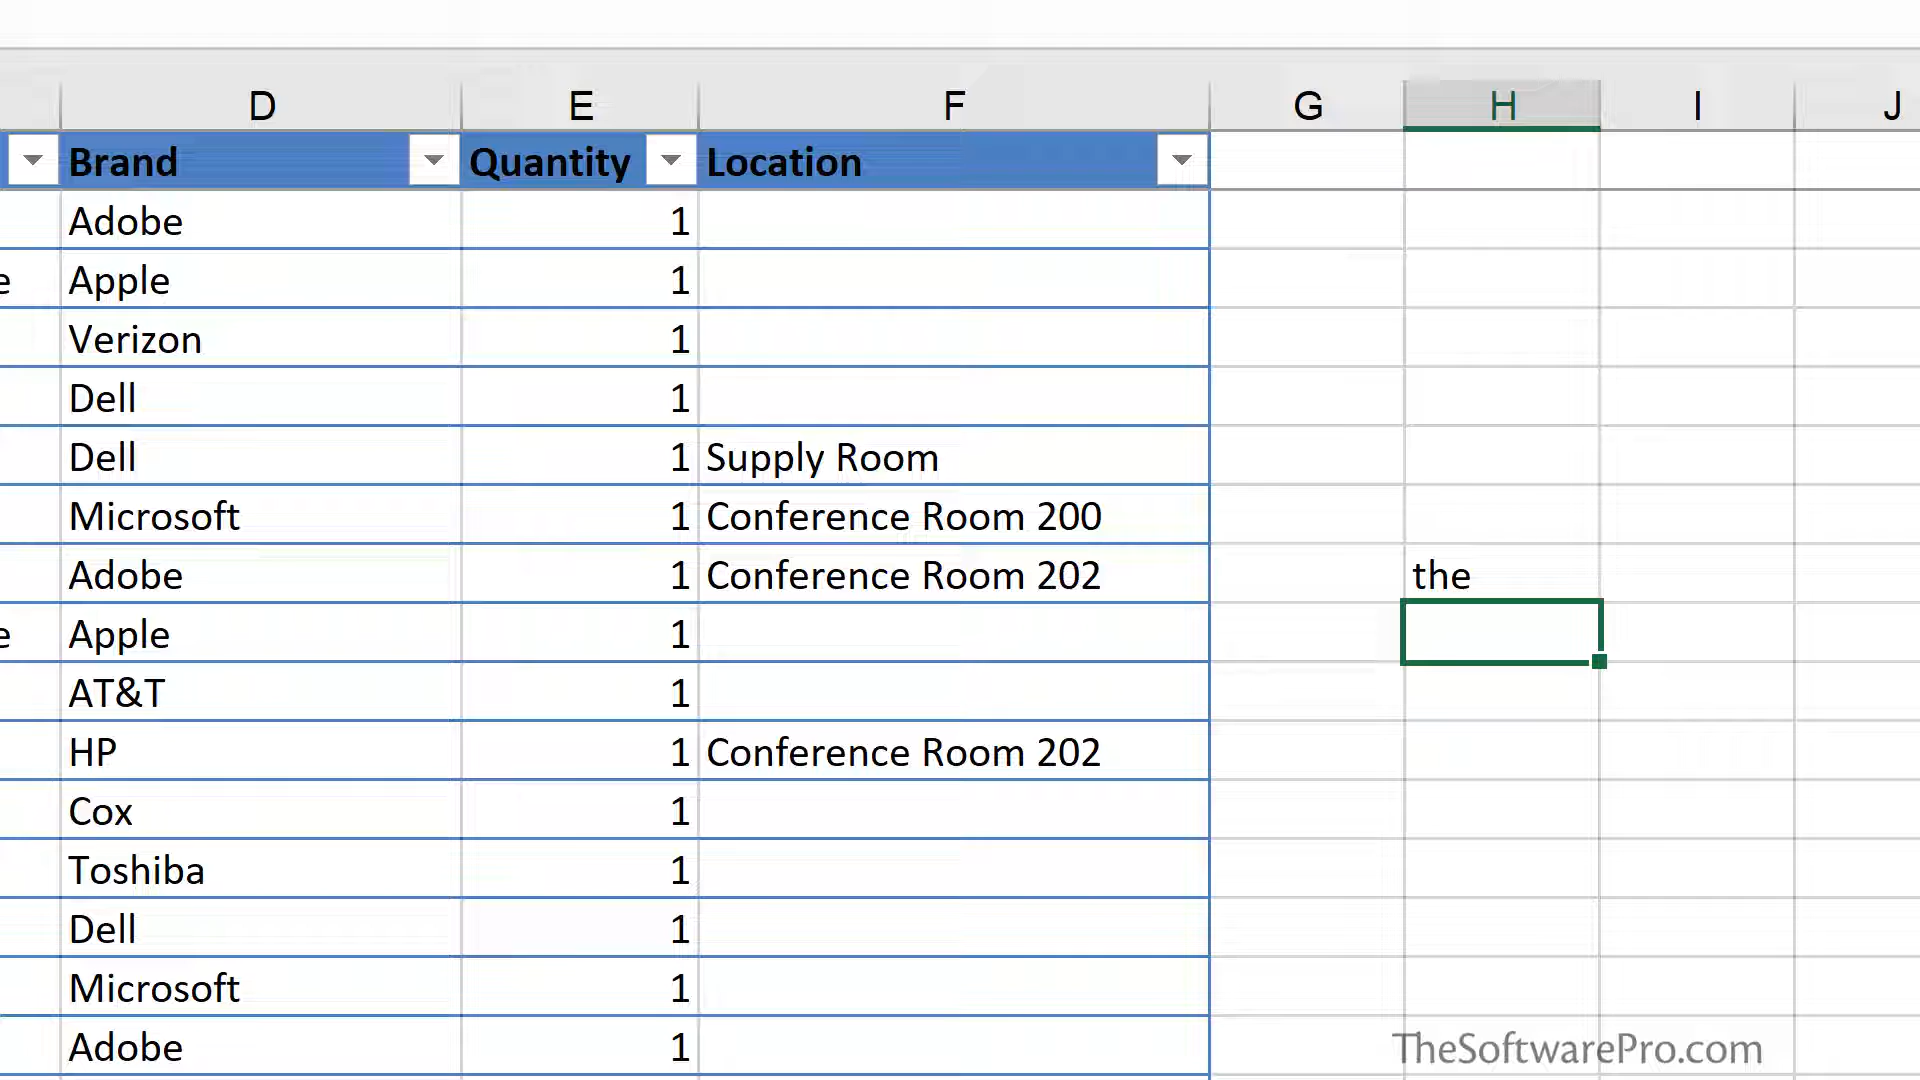 D E F G H I J
Brand Quantity Location
Adobe 1
e Apple 1
Verizon 1
Dell 1
Dell 1 Supply Room
Microsoft 1 Conference Room 200
Adobe 1 Conference Room 202 the
e Apple 1
AT&T 1
HP 1 Conference Room 202
Cox 1
Toshiba 1
Dell 1
Microsoft 1
Adobe 1
TheSoftwarePro.com